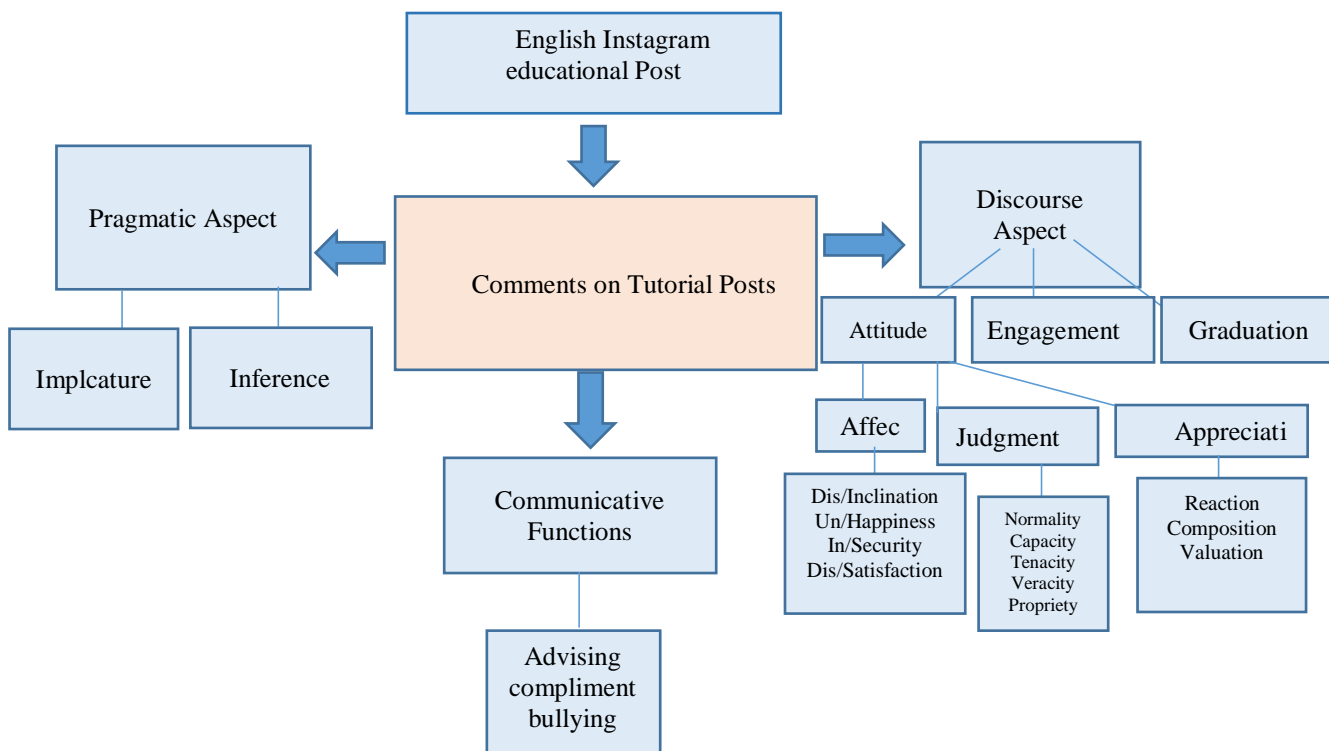 English Instagram
educational Post
Pragmatic Aspect
Discourse
Aspect
Comments on Tutorial Posts
Implcature
Inference
Attitude
Engagement
Graduation
Affec
Judgment
Appreciati
Communicative
Functions
Dis/Inclination
Un/Happiness
In/Security
Dis/Satisfaction
Normality
Capacity
Tenacity
Veracity
Propriety
Reaction
Composition
Valuation
Advising
compliment
bullying